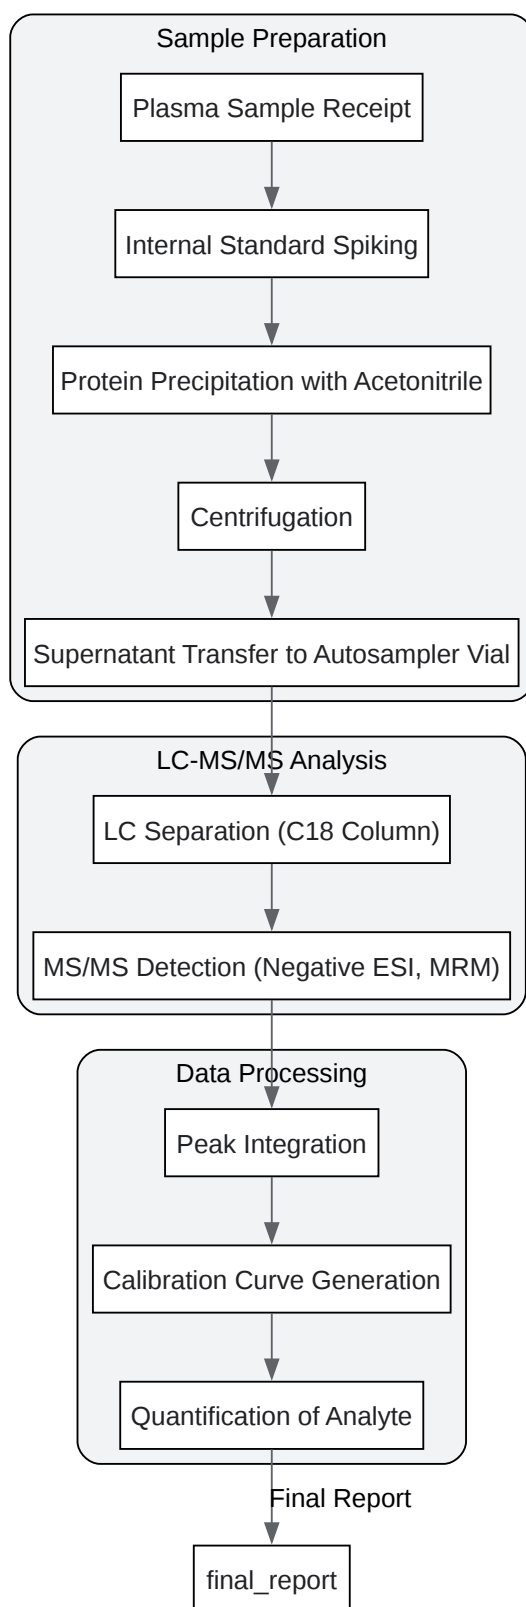 Sample Preparation
Plasma Sample Receipt
Internal Standard Spiking
Protein Precipitation with Acetonitrile
Centrifugation
Supernatant Transfer to Autosampler Vial
LC-MS/MS Analysis
LC Separation (C18 Column)
MS/MS Detection (Negative ESI, MRM)
Data Processing
Peak Integration
Calibration Curve Generation
Quantification of Analyte
Final Report
final_report